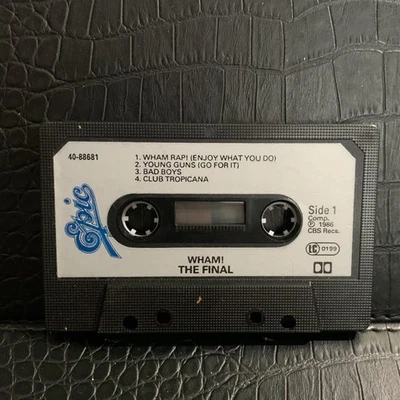 40-88681
1. WHAM RAP! (ENJOY WHAT YOU DO)
2. YOUNG GUNS (GO FOR IT)
3. BAD BOYS
4. CLUB TROPICANA
Epic
Side 1
Comp.
℗ 1986
CBS Recs.
LC 0199
WHAM!
THE FINAL